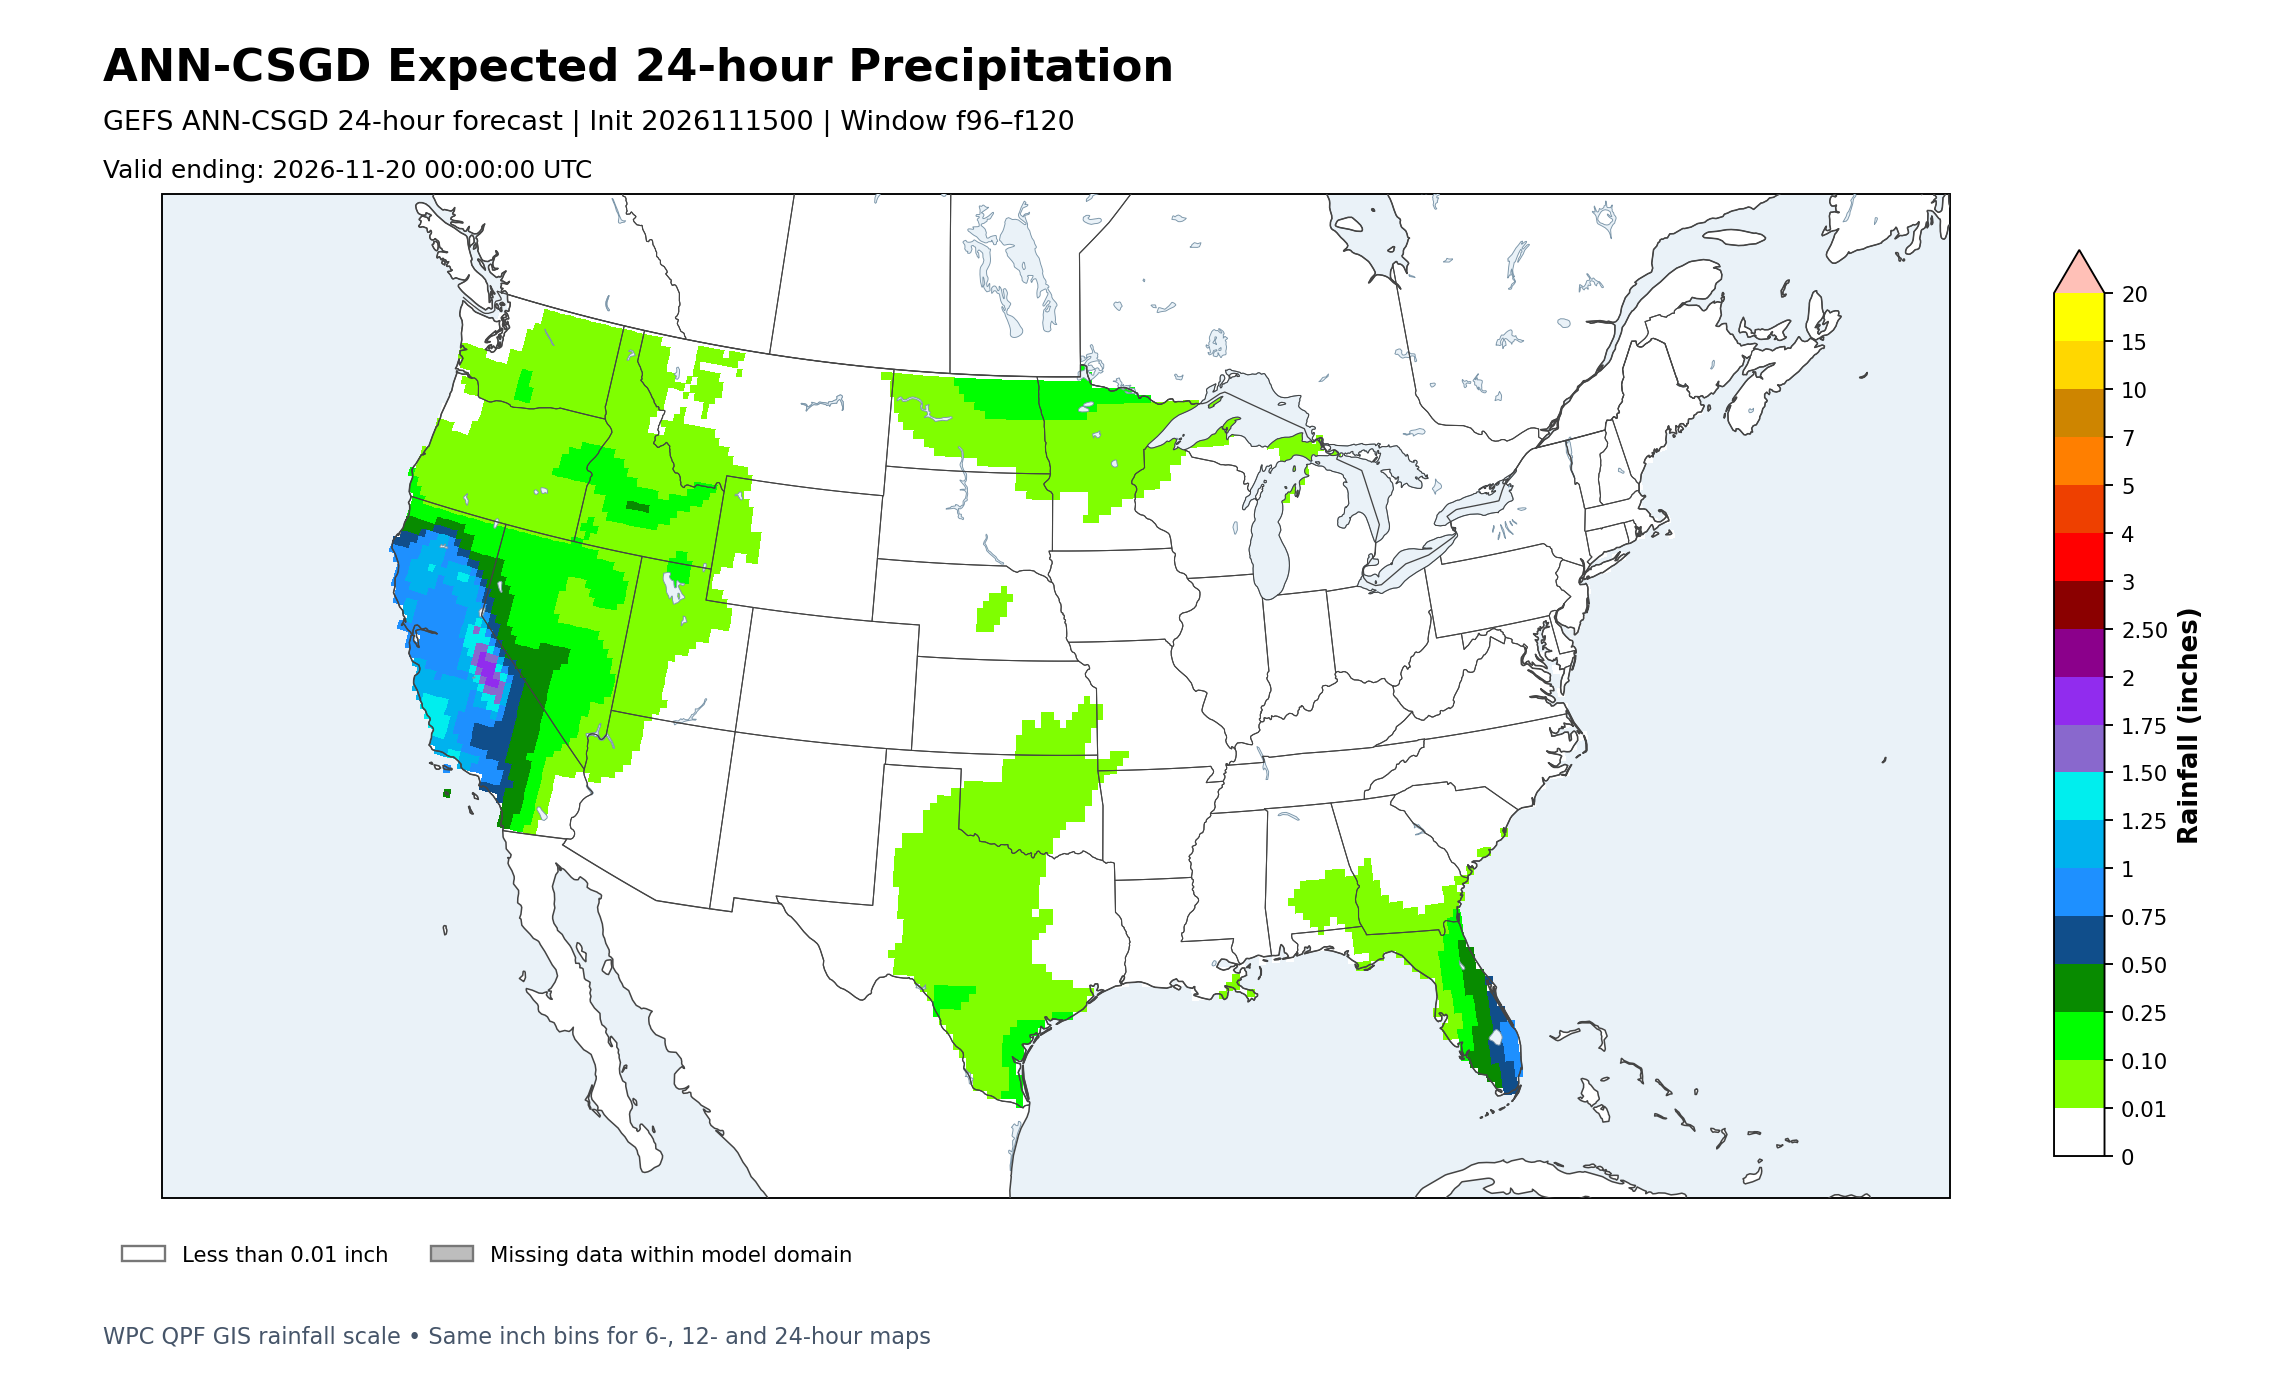 ANN-CSGD Expected 24-hour Precipitation
GEFS ANN-CSGD 24-hour forecast | Init 2026111500 | Window f96–f120
Valid ending: 2026-11-20 00:00:00 UTC
20
15
10
7
5
4
3
2.50
2
1.75
1.50
1.25
1
0.75
0.50
0.25
0.10
0.01
0
Rainfall (inches)
Less than 0.01 inch
Missing data within model domain
WPC QPF GIS rainfall scale • Same inch bins for 6-, 12- and 24-hour maps